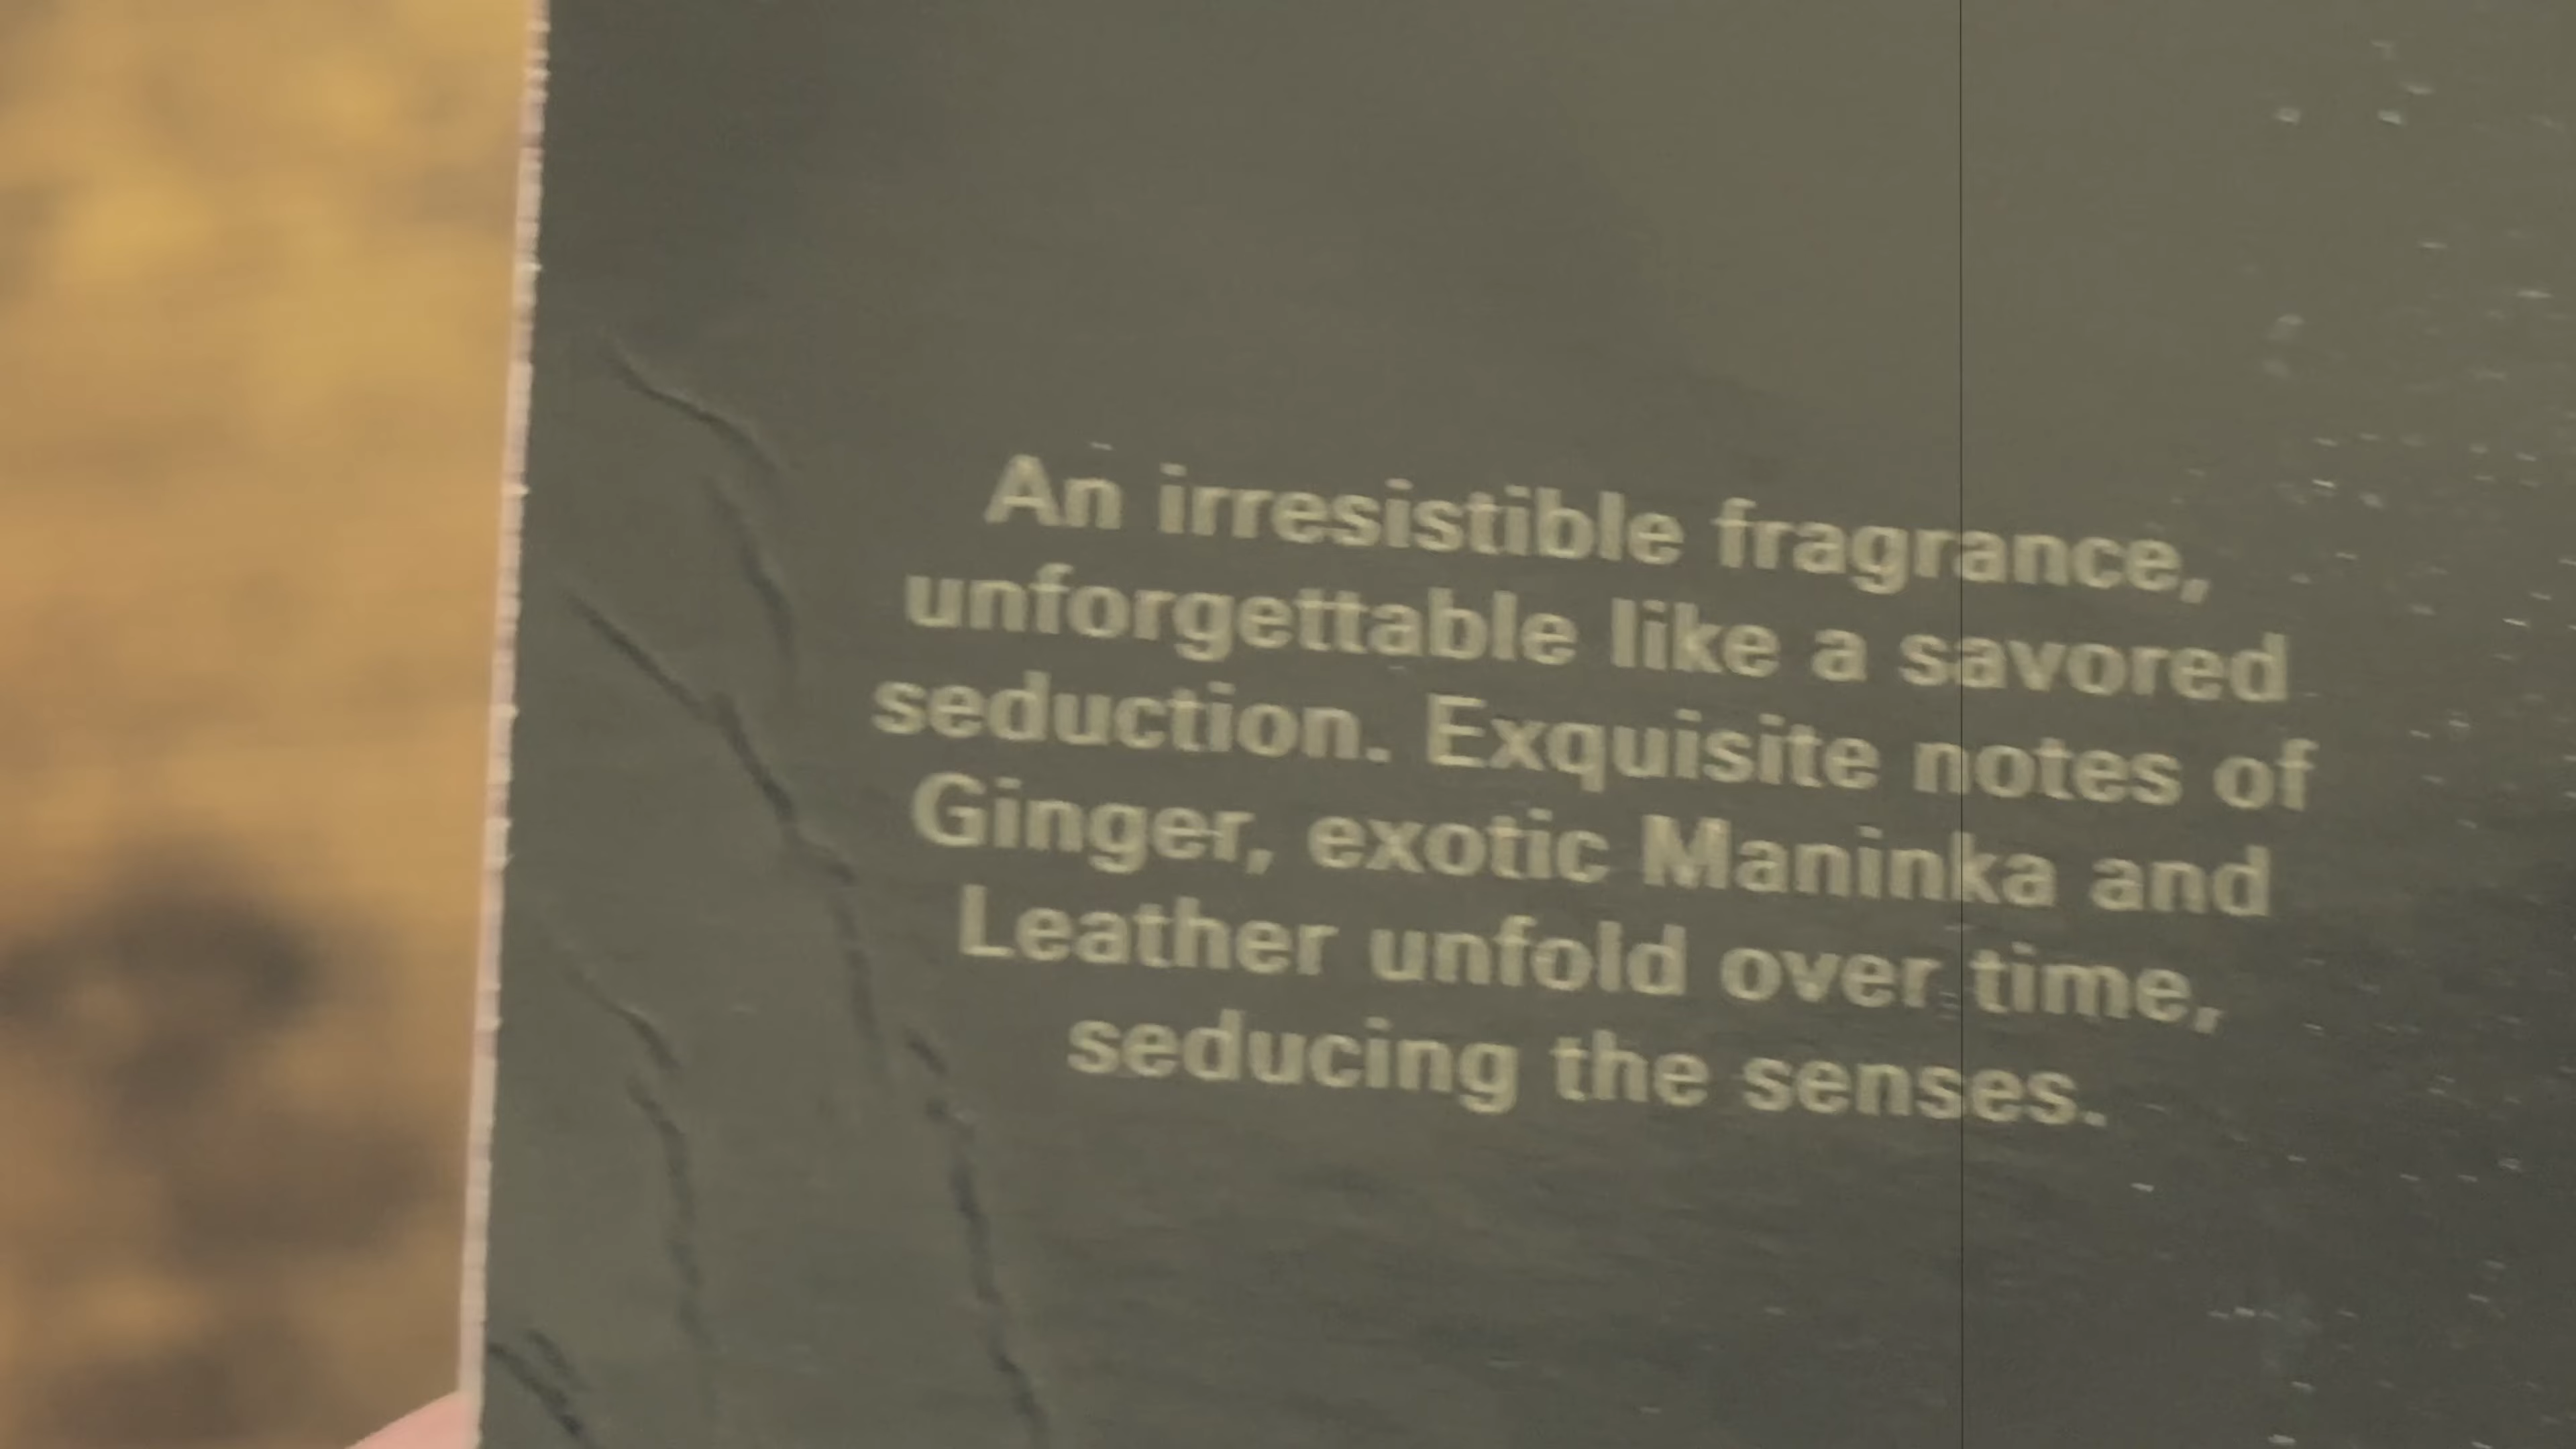 An irresistible fragrance,
unforgettable like a savored
seduction. Exquisite notes of
Ginger, exotic Maninka and
Leather unfold over time,
seducing the senses.